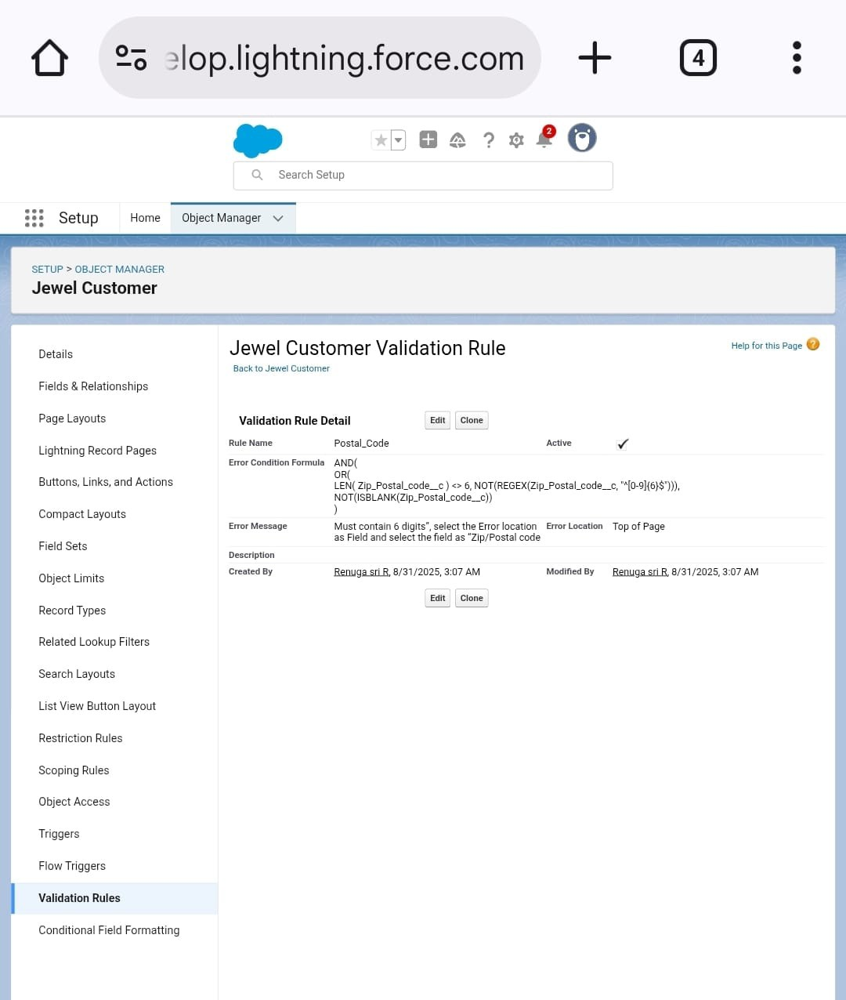 elop.lightning.force.com
4
2
Search Setup
Setup
Home
Object Manager
SETUP > OBJECT MANAGER
Jewel Customer
Details
Fields & Relationships
Page Layouts
Lightning Record Pages
Buttons, Links, and Actions
Compact Layouts
Field Sets
Object Limits
Record Types
Related Lookup Filters
Search Layouts
List View Button Layout
Restriction Rules
Scoping Rules
Object Access
Triggers
Flow Triggers
Validation Rules
Conditional Field Formatting
Jewel Customer Validation Rule
Help for this Page ?
Back to Jewel Customer
Validation Rule Detail
Edit
Clone
Rule Name Postal_Code Active
Error Condition Formula AND(
OR(
LEN( Zip_Postal_code__c ) <> 6, NOT(REGEX(Zip_Postal_code__c, "^[0-9]{6}$"))),
NOT(ISBLANK(Zip_Postal_code__c))
)
Error Message Must contain 6 digits”, select the Error location Error Location Top of Page
as Field and select the field as “Zip/Postal code
Description
Created By Renuga sri R, 8/31/2025, 3:07 AM Modified By Renuga sri R, 8/31/2025, 3:07 AM
Edit
Clone